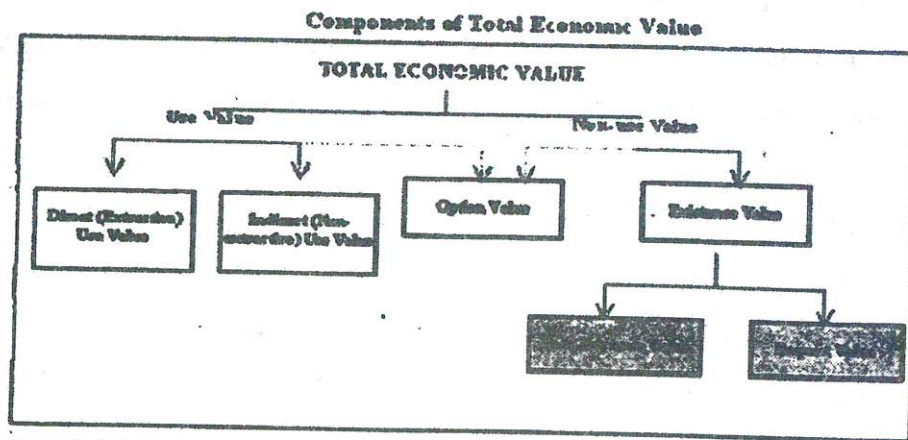 Components of Total Economic Value
TOTAL ECONOMIC VALUE
Use Value
Non-use Value
Direct (Extractive)
Use Value
Indirect (Non-
extractive) Use Value
Option Value
Existence Value